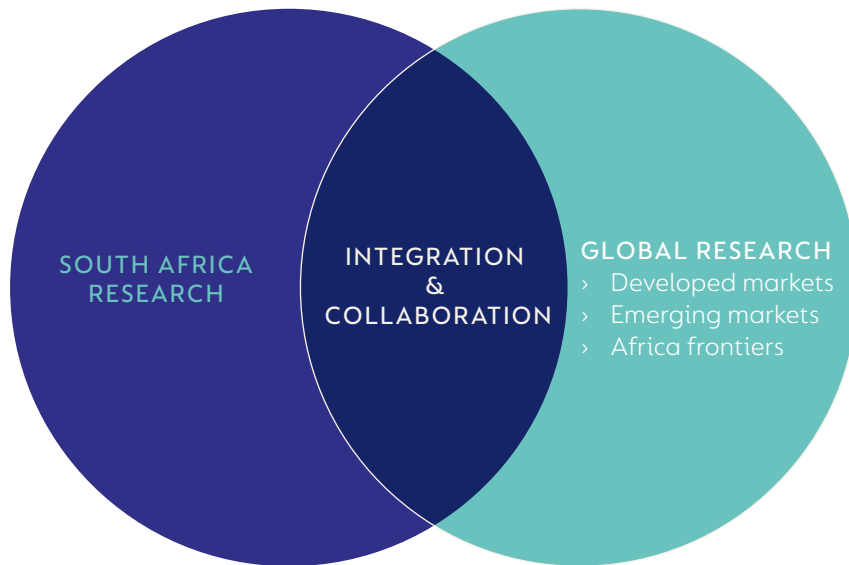 SOUTH AFRICA
RESEARCH
INTEGRATION
&
COLLABORATION
GLOBAL RESEARCH
› Developed markets
› Emerging markets
› Africa frontiers